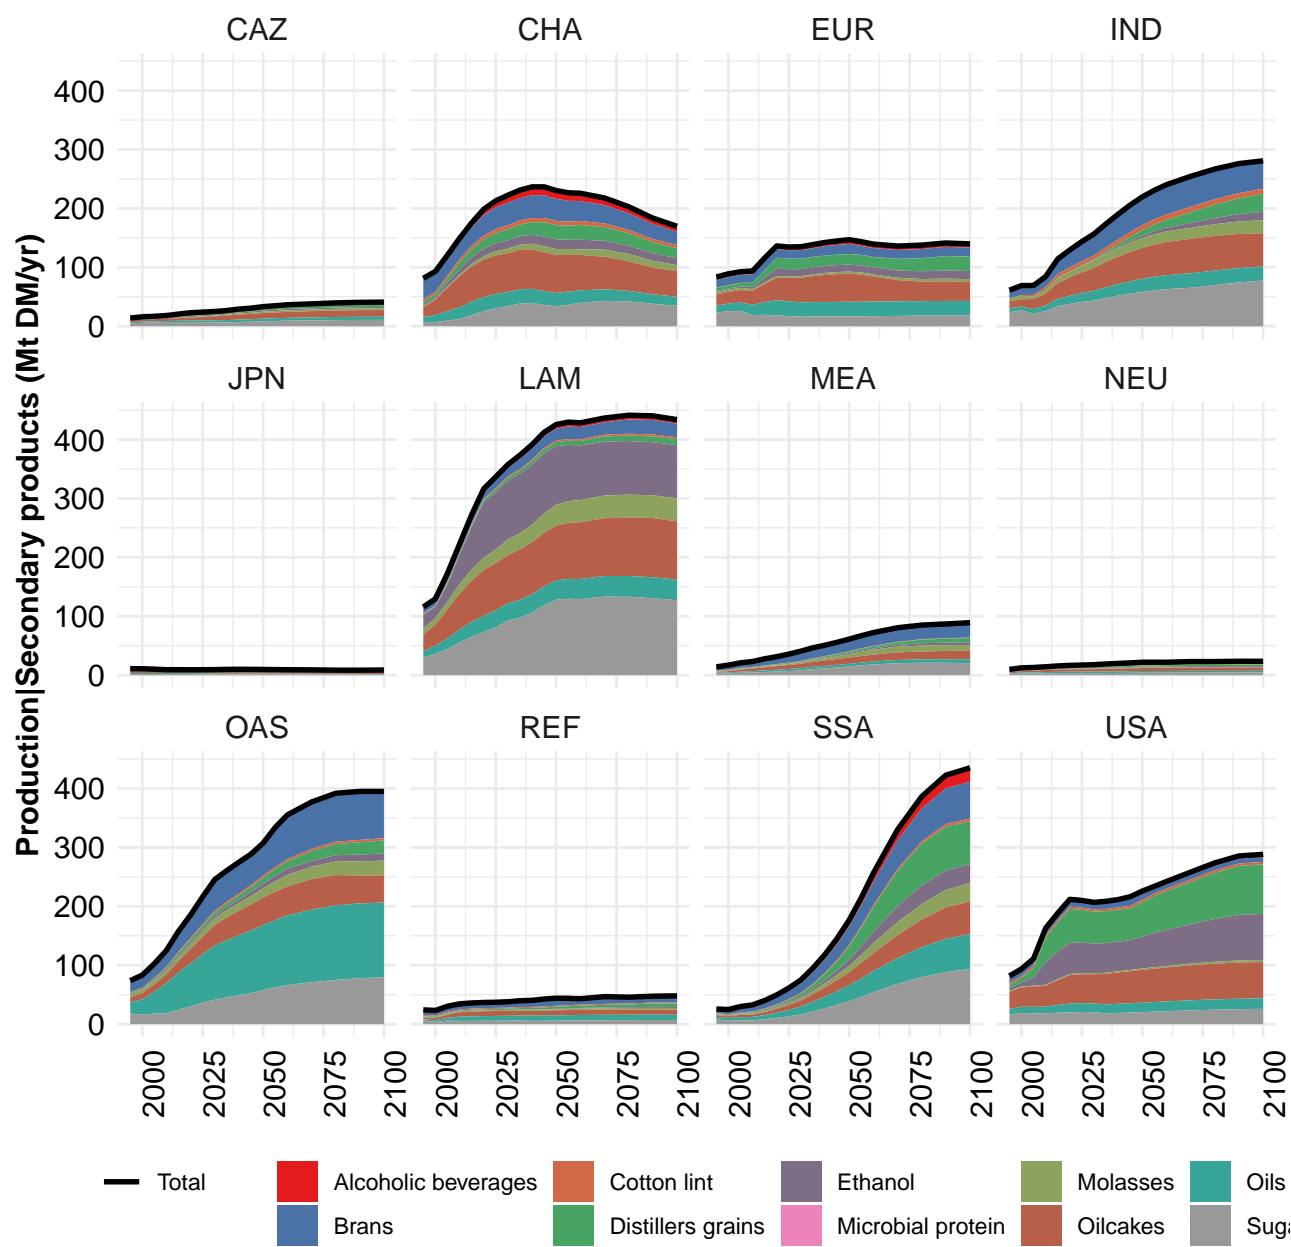 CAZ CHA EUR IND
400
300
200
100
0
JPN LAM MEA NEU
400
300
200
100
0
OAS REF SSA USA
400
300
200
100
0
Production|Secondary products (Mt DM/yr)
2000 2025 2050 2075 2100 2000 2025 2050 2075 2100 2000 2025 2050 2075 2100 2000 2025 2050 2075 2100
Total Alcoholic beverages Cotton lint Ethanol Molasses Oils
Brans Distillers grains Microbial protein Oilcakes Suga